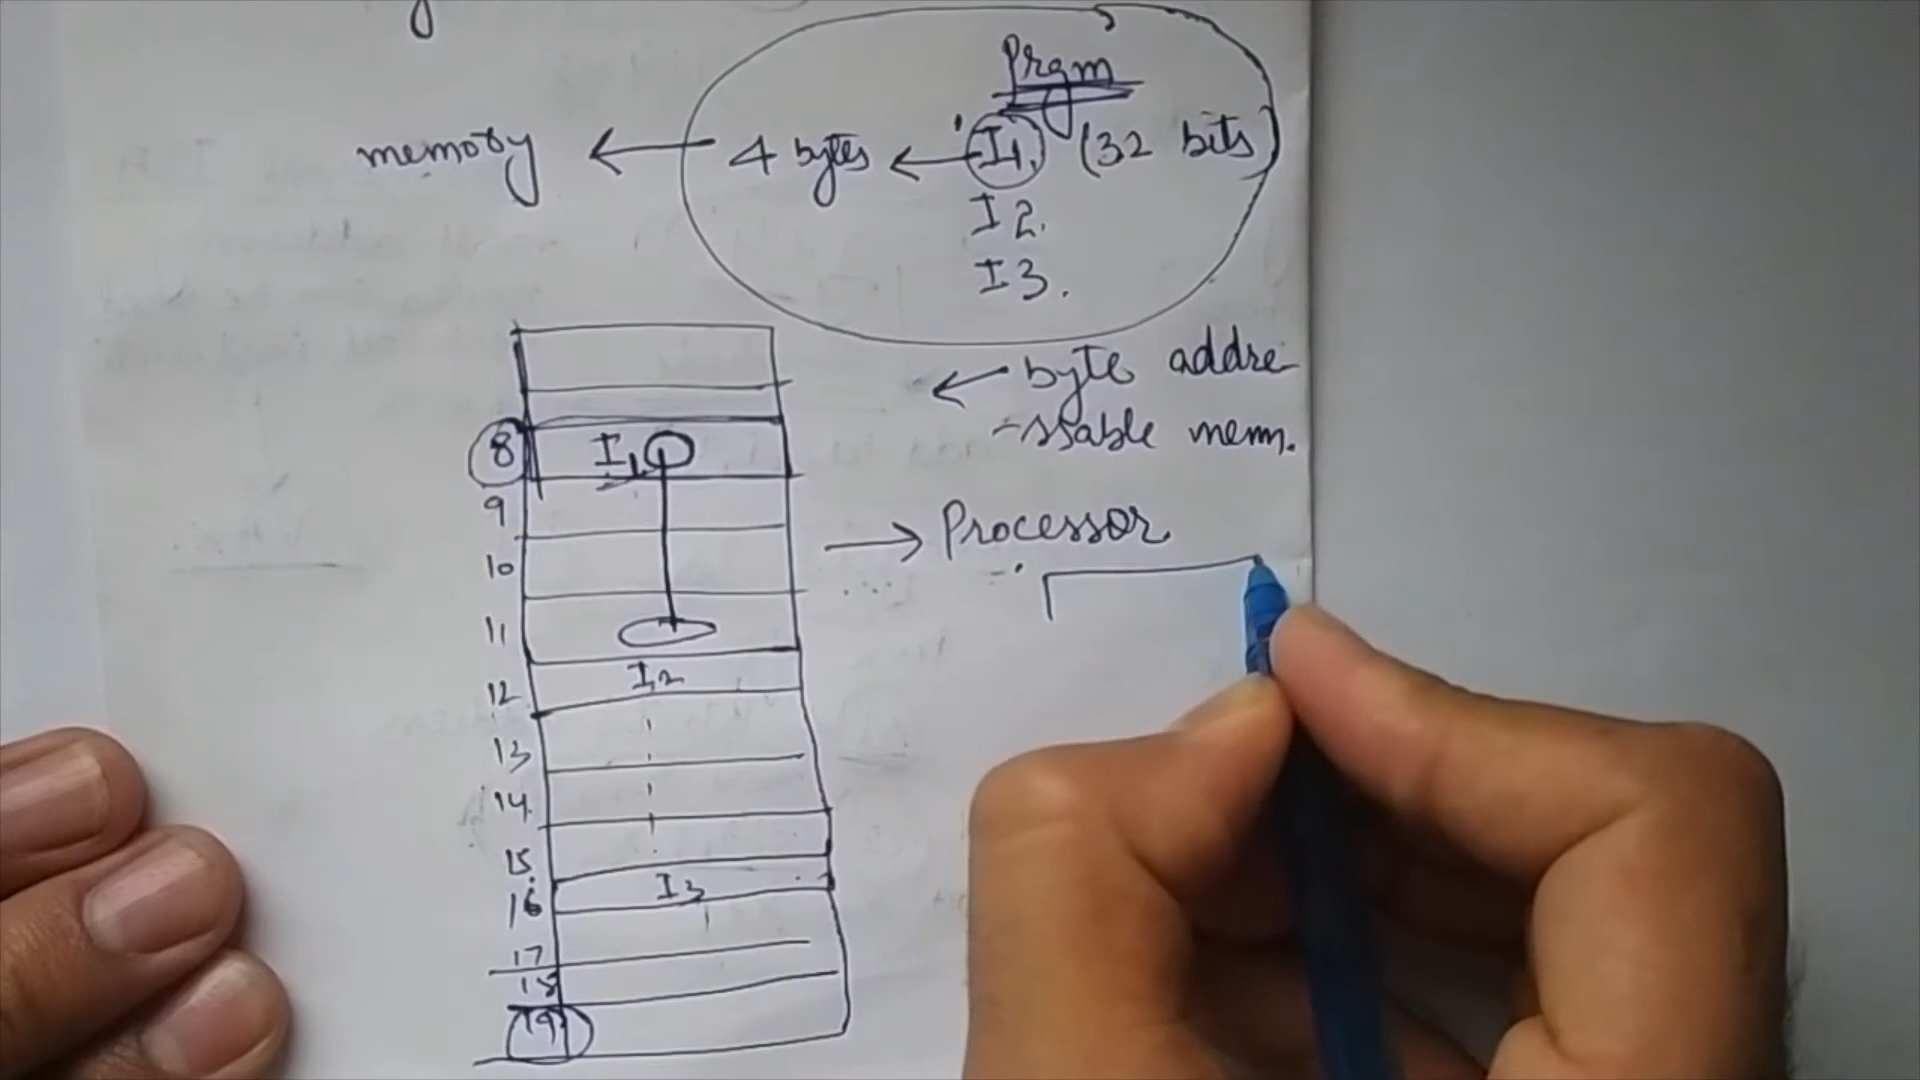 Prgm
memory ← 4 bytes ← I1. (32 bits)
I2.
I3.
← byte addre
-ssable mem.
8 I1
9
→ Processor
10
11
12 I2
13
14
15
16 I3
17
18
19